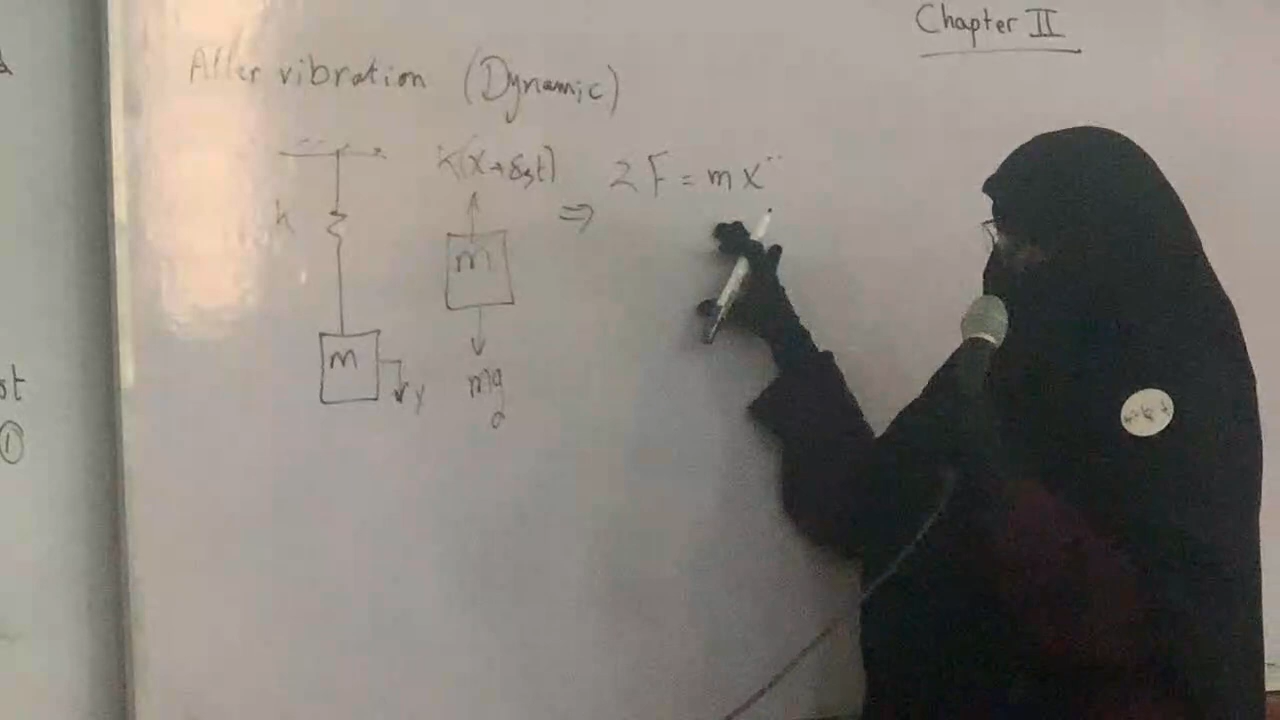 Chapter II
After vibration (Dynamic)
k(x+δst)
⇒ ΣF = mẍ
k
m
m
x
mg
st
①